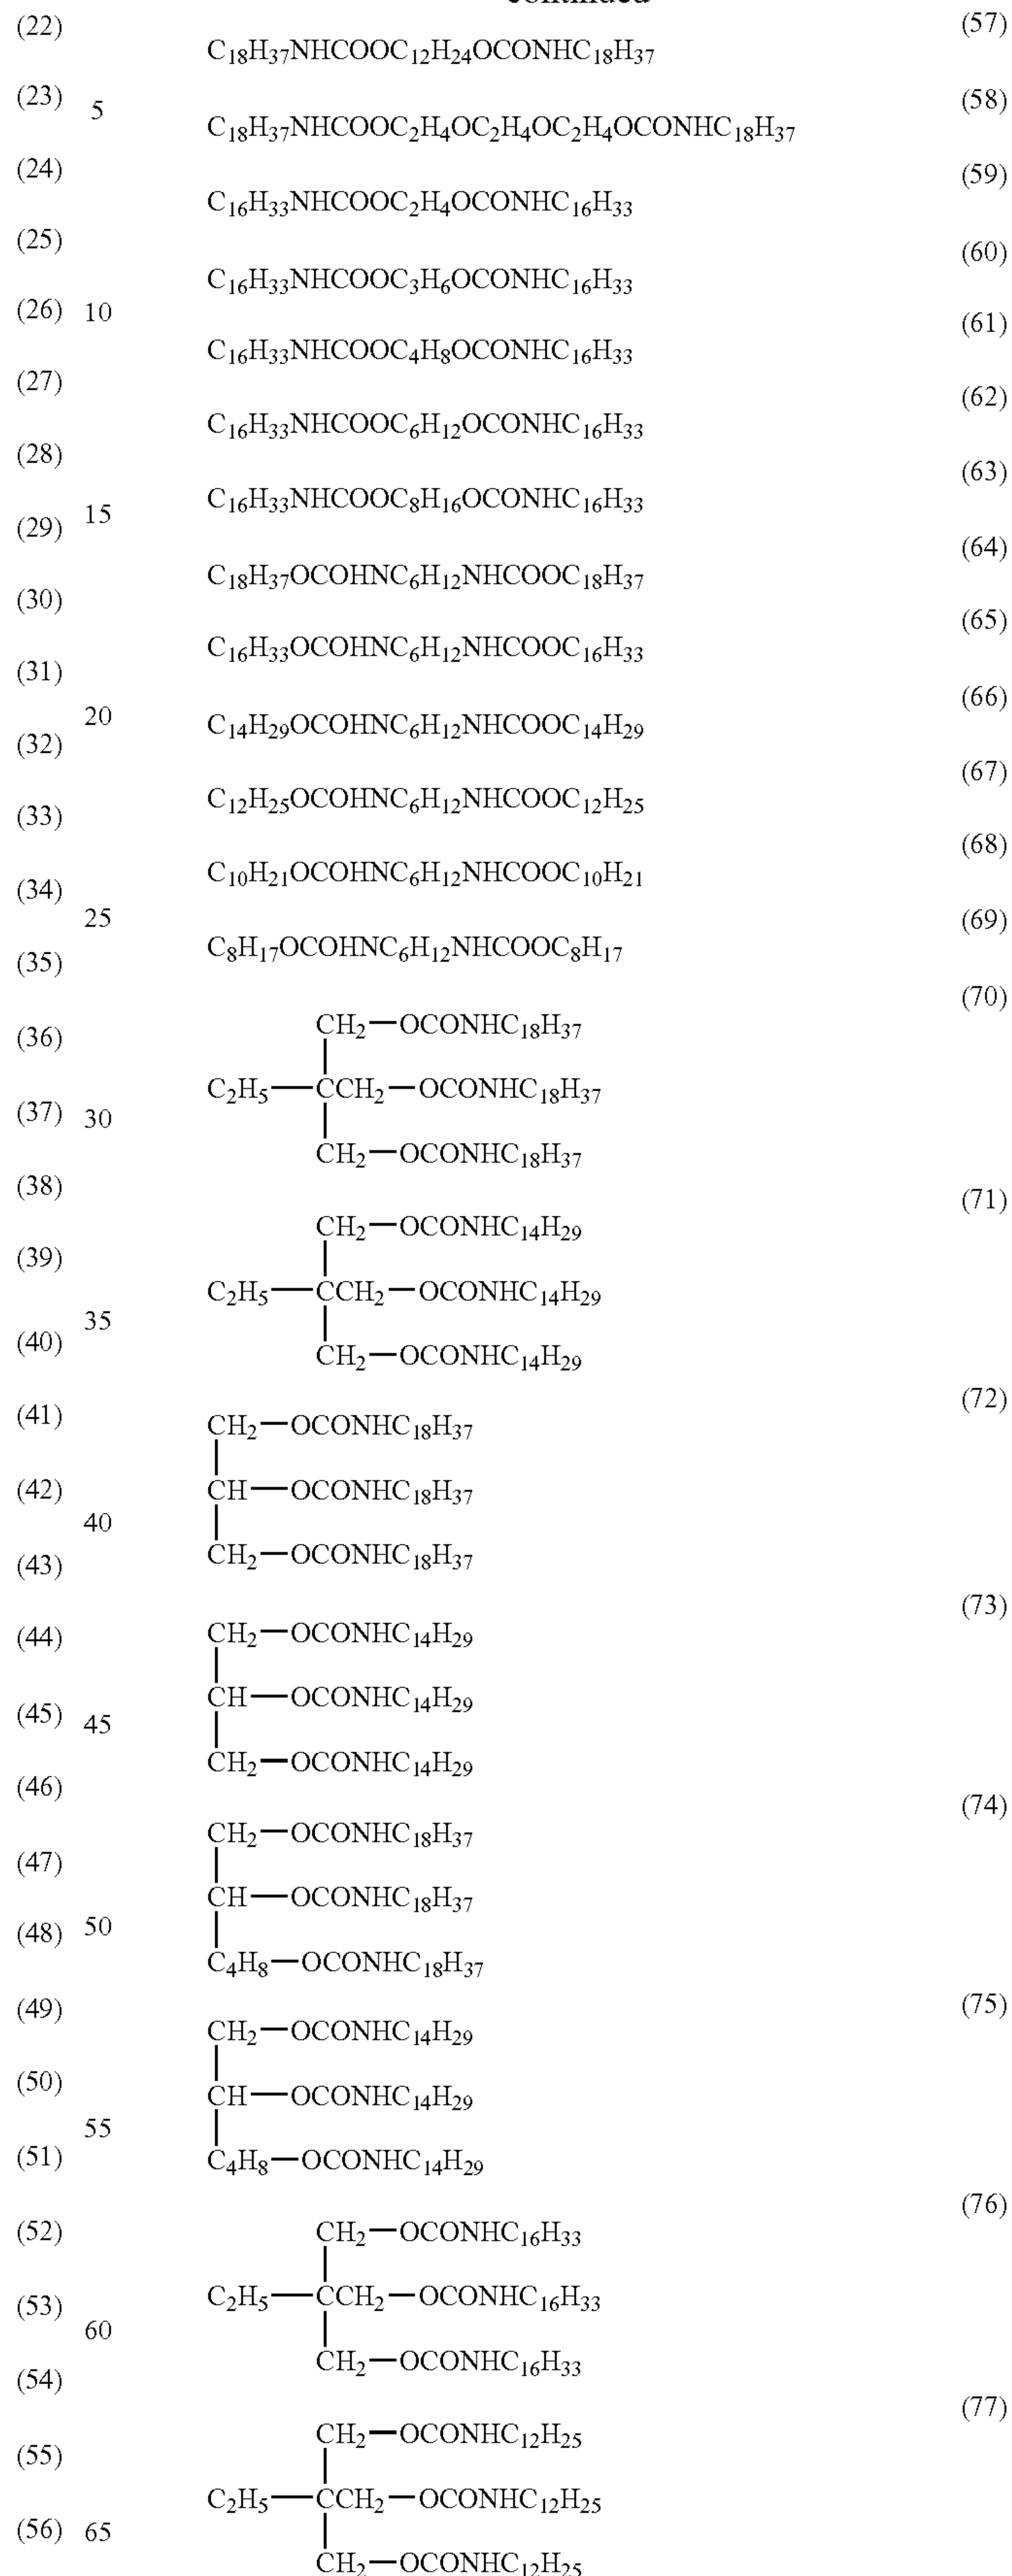 continued
(22)
(23)
(24)
(25)
(26)
(27)
(28)
(29)
(30)
(31)
(32)
(33)
(34)
(35)
(36)
(37)
(38)
(39)
(40)
(41)
(42)
(43)
(44)
(45)
(46)
(47)
(48)
(49)
(50)
(51)
(52)
(53)
(54)
(55)
(56)
5
10
15
20
25
30
35
40
45
50
55
60
65
(57)
C₁₈H₃₇NHCOOC₁₂H₂₄OCONHC₁₈H₃₇
(58)
C₁₈H₃₇NHCOOC₂H₄OC₂H₄OC₂H₄OCONHC₁₈H₃₇
(59)
C₁₆H₃₃NHCOOC₂H₄OCONHC₁₆H₃₃
(60)
C₁₆H₃₃NHCOOC₃H₆OCONHC₁₆H₃₃
(61)
C₁₆H₃₃NHCOOC₄H₈OCONHC₁₆H₃₃
(62)
C₁₆H₃₃NHCOOC₆H₁₂OCONHC₁₆H₃₃
(63)
C₁₆H₃₃NHCOOC₈H₁₆OCONHC₁₆H₃₃
(64)
C₁₈H₃₇OCOHNC₆H₁₂NHCOOC₁₈H₃₇
(65)
C₁₆H₃₃OCOHNC₆H₁₂NHCOOC₁₆H₃₃
(66)
C₁₄H₂₉OCOHNC₆H₁₂NHCOOC₁₄H₂₉
(67)
C₁₂H₂₅OCOHNC₆H₁₂NHCOOC₁₂H₂₅
(68)
C₁₀H₂₁OCOHNC₆H₁₂NHCOOC₁₀H₂₁
(69)
C₈H₁₇OCOHNC₆H₁₂NHCOOC₈H₁₇
(70)
CH₂—OCONHC₁₈H₃₇
C₂H₅—CCH₂—OCONHC₁₈H₃₇
CH₂—OCONHC₁₈H₃₇
(71)
CH₂—OCONHC₁₄H₂₉
C₂H₅—CCH₂—OCONHC₁₄H₂₉
CH₂—OCONHC₁₄H₂₉
(72)
CH₂—OCONHC₁₈H₃₇
CH—OCONHC₁₈H₃₇
CH₂—OCONHC₁₈H₃₇
(73)
CH₂—OCONHC₁₄H₂₉
CH—OCONHC₁₄H₂₉
CH₂—OCONHC₁₄H₂₉
(74)
CH₂—OCONHC₁₈H₃₇
CH—OCONHC₁₈H₃₇
C₄H₈—OCONHC₁₈H₃₇
(75)
CH₂—OCONHC₁₄H₂₉
CH—OCONHC₁₄H₂₉
C₄H₈—OCONHC₁₄H₂₉
(76)
CH₂—OCONHC₁₆H₃₃
C₂H₅—CCH₂—OCONHC₁₆H₃₃
CH₂—OCONHC₁₆H₃₃
(77)
CH₂—OCONHC₁₂H₂₅
C₂H₅—CCH₂—OCONHC₁₂H₂₅
CH₂—OCONHC₁₂H₂₅